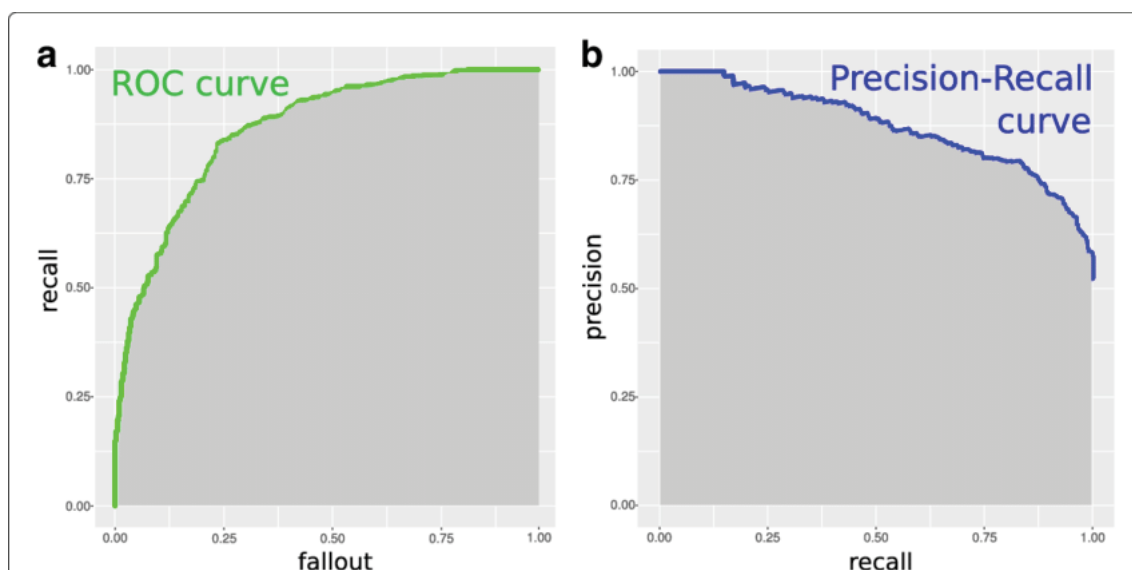 a
ROC curve
1.00
0.75
0.50
0.25
0.00
recall
0.00 0.25 0.50 0.75 1.00
fallout
b
Precision-Recall
curve
1.00
0.75
0.50
0.25
0.00
precision
0.00 0.25 0.50 0.75 1.00
recall